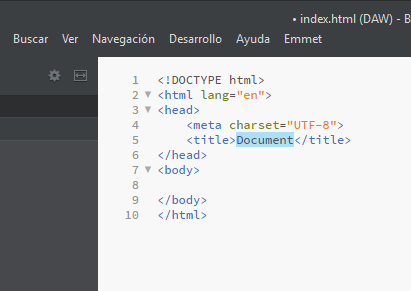 • index.html (DAW) - B
Buscar Ver Navegación Desarrollo Ayuda Emmet
1 <!DOCTYPE html>
2 <html lang="en">
3 <head>
4 <meta charset="UTF-8">
5 <title>Document</title>
6 </head>
7 <body>
8
9 </body>
10 </html>